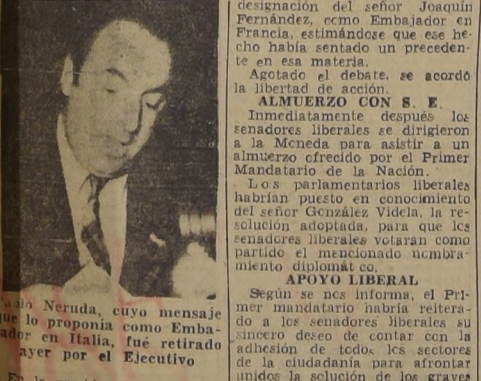 Pablo Neruda, cuyo mensaje
que lo proponía como Emba-
jador en Italia, fué retirado
ayer por el Ejecutivo
designación del señor Joaquín
Fernández, como Embajador en
Francia, estimándose que ese he-
cho había sentado un preceden-
te en esa materia.
Agotado el debate, se acordó
la libertad de acción.
ALMUERZO CON S. E.
Inmediatamente después los
senadores liberales se dirigieron
a la Moneda para asistir a un
almuerzo ofrecido por el Primer
Mandatario de la Nación.
Los parlamentarios liberales
habrían puesto en conocimiento
del señor González Videla, la re-
solución adoptada, para que los
senadores liberales votarán como
partido el mencionado nombra-
miento diplomático.
APOYO LIBERAL
Según se nos informa, el Pri-
mer mandatario habría reitera-
do a los senadores liberales su
sincero deseo de contar con la
adhesión de todos los sectores
de la ciudadanía para afrontar
unidos la solución de los graves